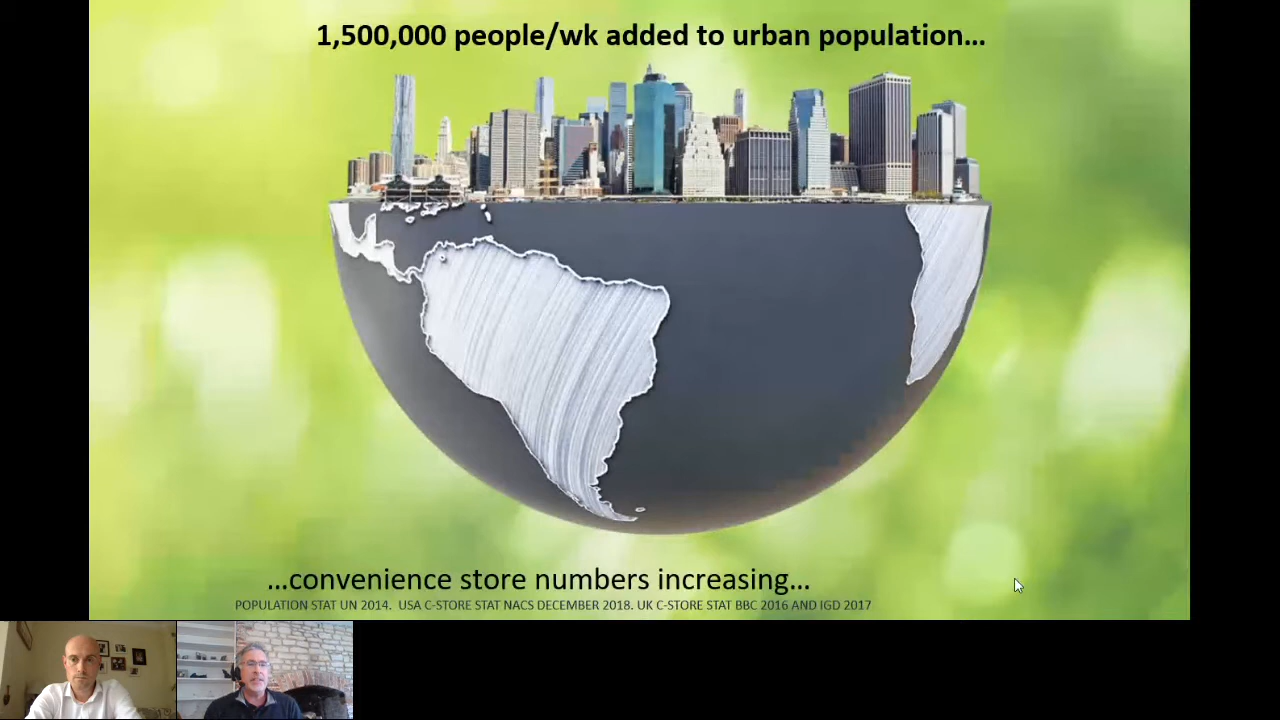 1,500,000 people/wk added to urban population...
...convenience store numbers increasing...
POPULATION STAT UN 2014. USA C-STORE STAT NACS DECEMBER 2018. UK C-STORE STAT BBC 2016 AND IGD 2017